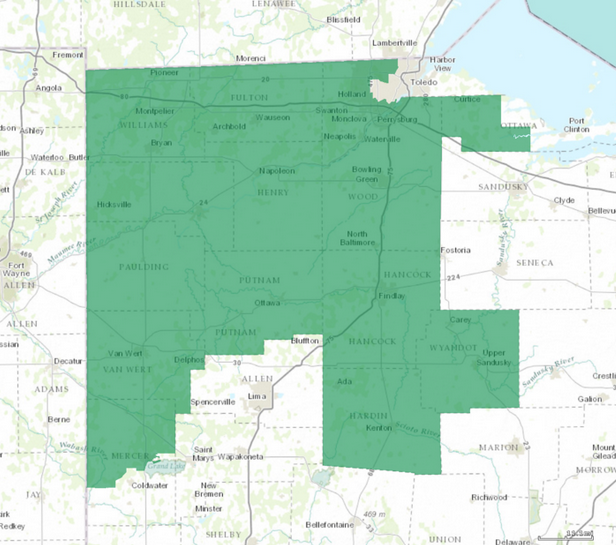 HILLSDALE
LENAWEE
Blissfield
Lambertville
Fremont
Morenci
Harbor
View
Pioneer
20
Toledo
Angola
Holland
FULTON
Curtice
Montpelier
Swanton
WILLIAMS
Wauseon
Monclova
Perrysburg
OTTAWA
Port
Clinton
Archbold
Ashley
Neapolis
Waterville
Bryan
Waterloo
Butler
DE KALB
Napoleon
Bowling
Green
SANDUSKY
HENRY
WOOD
Clyde
Hicksville
24
Bellevu
St Joseph River
Maumee River
Sandusky River
North
Baltimore
469
Fostoria
Fort
Wayne
SENECA
PAULDING
HANCOCK
224
ALLEN
PUTNAM
Findlay
Ottawa
ALLEN
Carey
PUTNAM
Bluffton
HANCOCK
WYANDOT
Van Wert
Delphos
Upper
Sandusky
Decatur
30
VAN WERT
Sandusky River
ALLEN
Ada
ADAMS
Crestli
Spencerville
Lima
Galion
Berne
HARDIN
Kenton
Scioto River
Wabash River
MERCER
Saint
Marys
Wapakoneta
MARION
Mount
Gilead
Grand Lake
23
Coldwater
MORROW
JAY
New
Bremen
Richwood
Minster
469 m
Redkey
Bellefontaine
SHELBY
UNION
Delaware